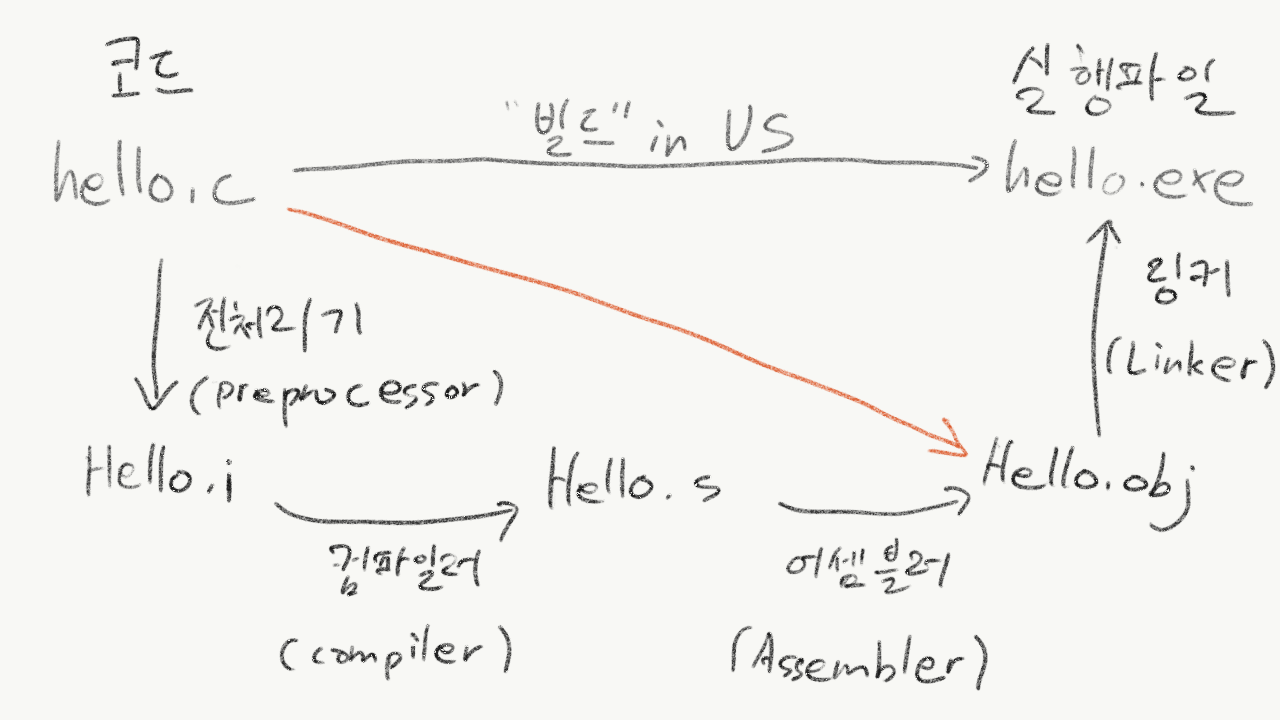 코드
실행파일
"빌드" in US
hello.c
hello.exe
전처리기
(preprocessor)
링커
(Linker)
Hello.i
Hello.s
Hello.obj
컴파일러
(compiler)
어셈블러
(Assembler)